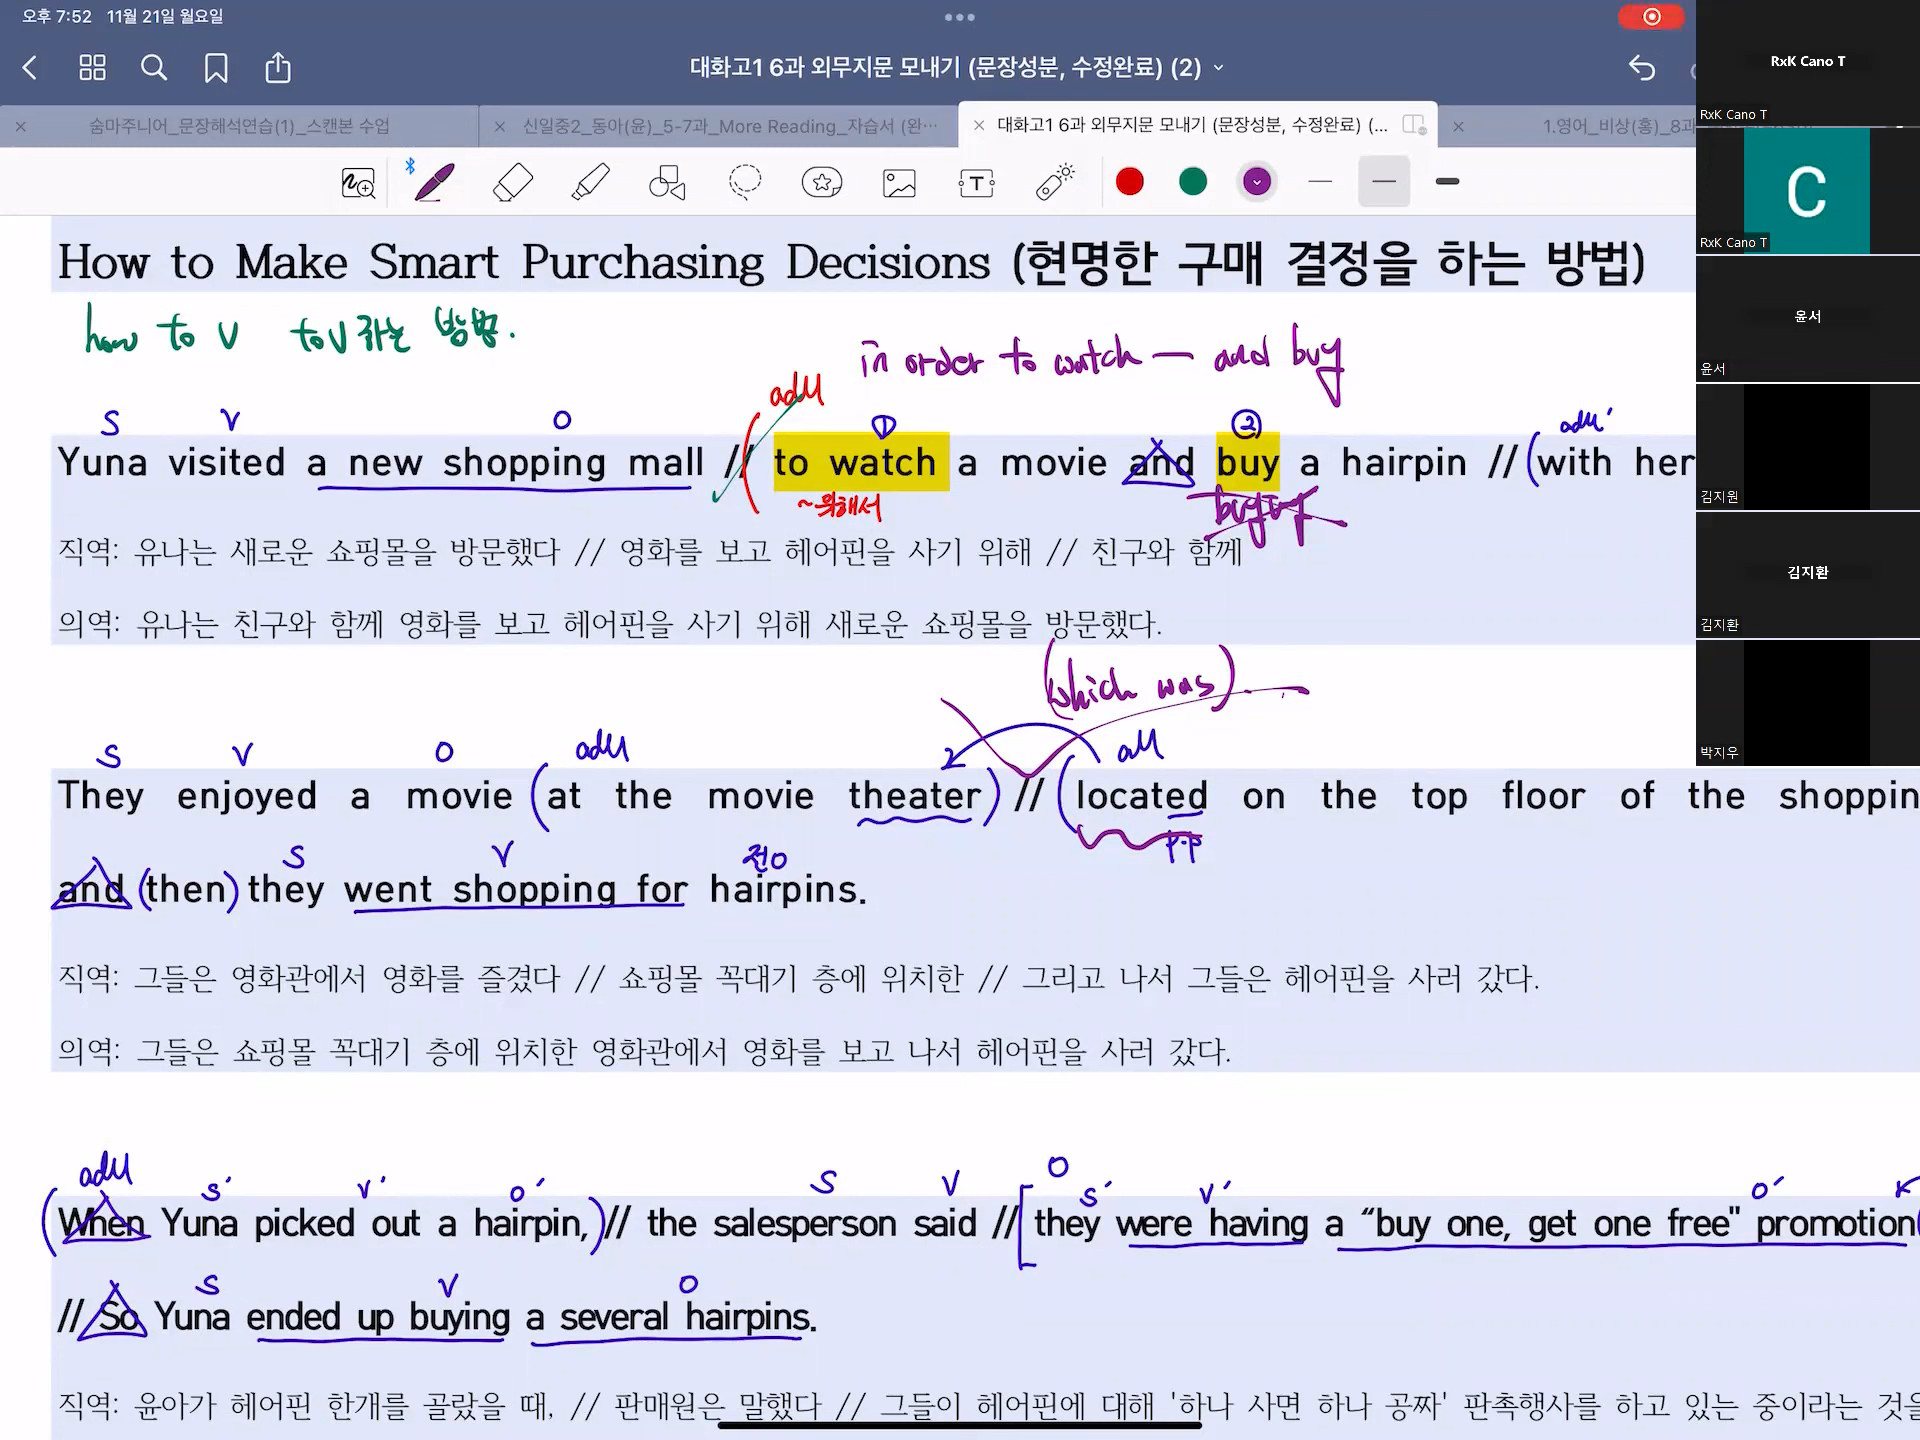 오후 7:52 11월 21일 월요일
대화고1 6과 외무지문 모내기 (문장성분, 수정완료) (2)
숨마주니어_문장해석연습(1)_스캔본 수업
신일중2_동아(윤)_5-7과_More Reading_자습서 (완…
대화고1 6과 외무지문 모내기 (문장성분, 수정완료) (…
1.영어_비상(홍)_8과
RxK Cano T
RxK Cano T
C
RxK Cano T
윤서
윤서
김지원
김지환
김지환
박지우
How to Make Smart Purchasing Decisions (현명한 구매 결정을 하는 방법)
how to V toV 하는 방법.
in order to watch — and buy
adv
S V O ① ② adv'
Yuna visited a new shopping mall // (to watch a movie and buy a hairpin // (with her
~위해서 buying
직역: 유나는 새로운 쇼핑몰을 방문했다 // 영화를 보고 헤어핀을 사기 위해 // 친구와 함께
의역: 유나는 친구와 함께 영화를 보고 헤어핀을 사기 위해 새로운 쇼핑몰을 방문했다.
(which was)
S V O adv
They enjoyed a movie (at the movie theater) // (located on the top floor of the shoppin
p.p
S V 전O
and (then) they went shopping for hairpins.
직역: 그들은 영화관에서 영화를 즐겼다 // 쇼핑몰 꼭대기 층에 위치한 // 그리고 나서 그들은 헤어핀을 사러 갔다.
의역: 그들은 쇼핑몰 꼭대기 층에 위치한 영화관에서 영화를 보고 나서 헤어핀을 사러 갔다.
adv S' V' O' S V O S' V' O'
(When Yuna picked out a hairpin,) // the salesperson said // [they were having a “buy one, get one free" promotion
S V O
// So Yuna ended up buying a several hairpins.
직역: 윤아가 헤어핀 한개를 골랐을 때, // 판매원은 말했다 // 그들이 헤어핀에 대해 '하나 사면 하나 공짜' 판촉행사를 하고 있는 중이라는 것을